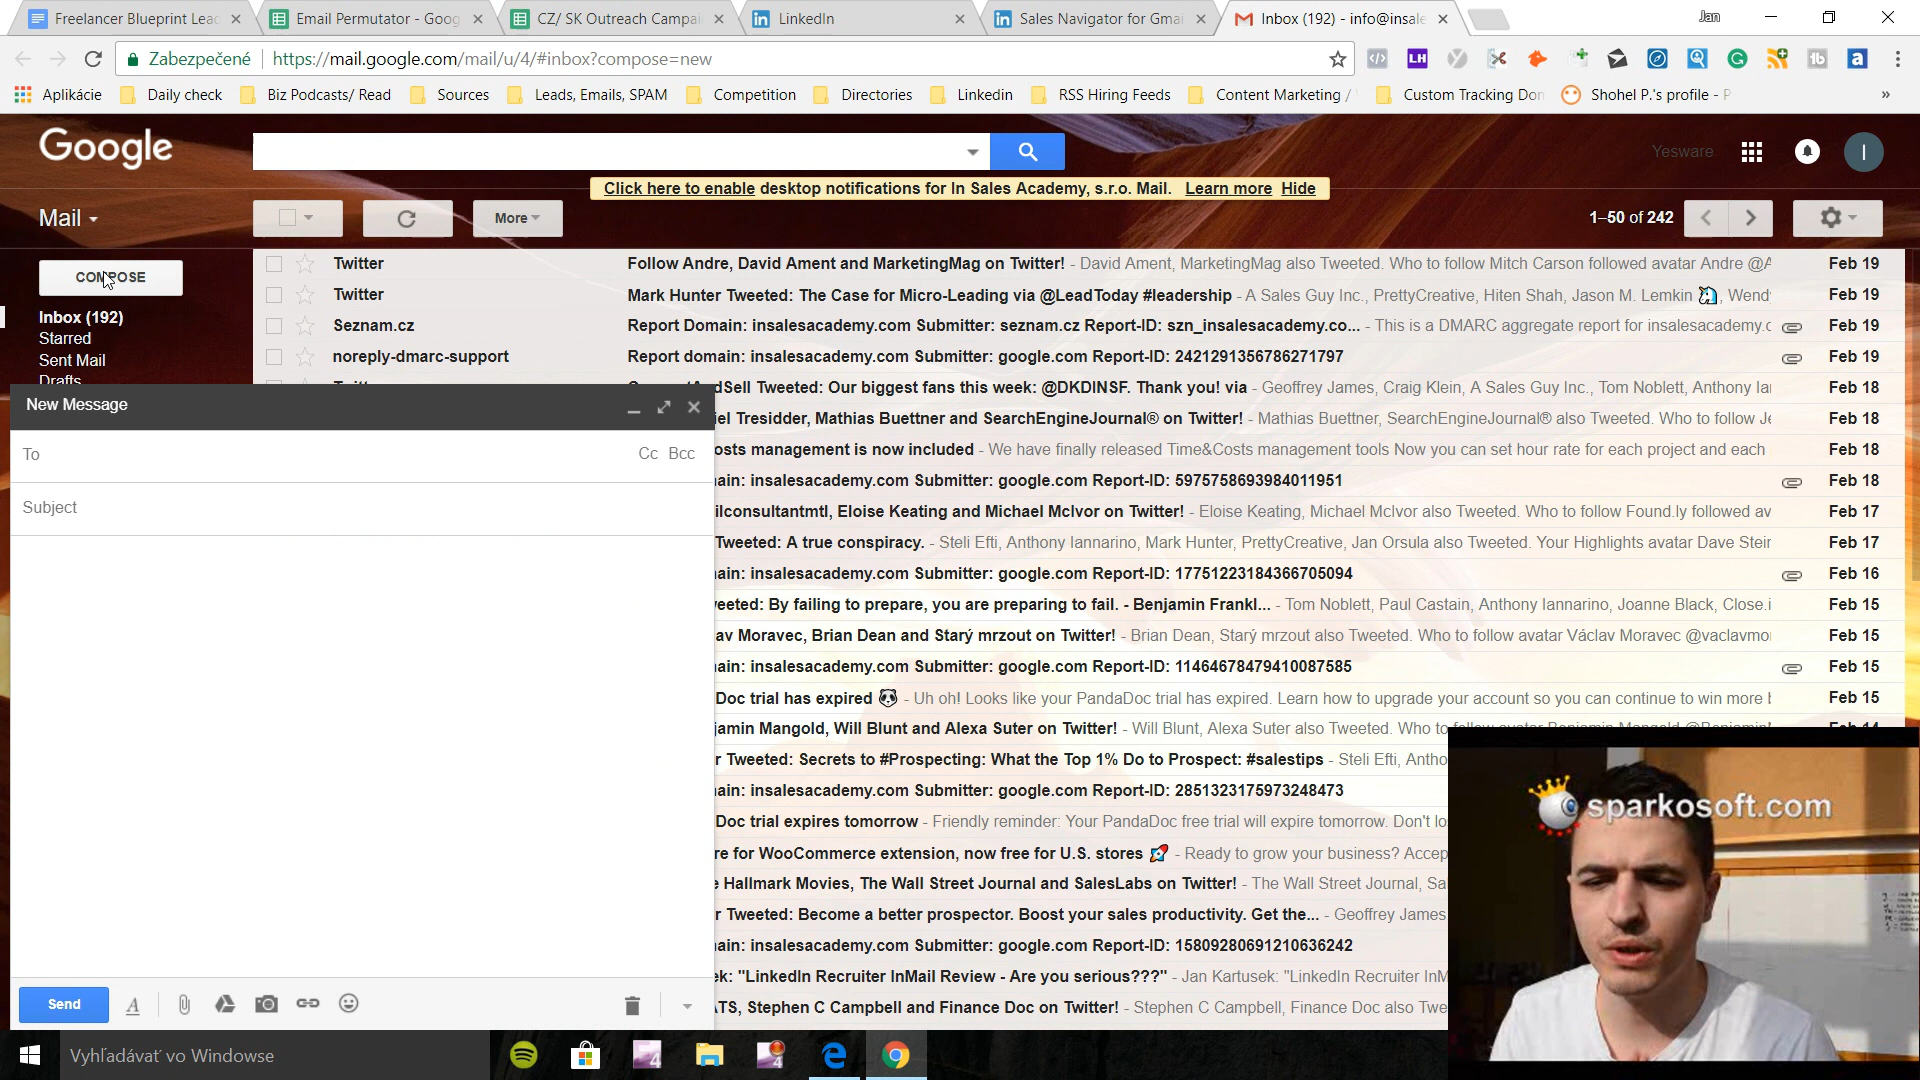 Freelancer Blueprint Lead
Email Permutator - Goog
CZ/ SK Outreach Campai
LinkedIn
Sales Navigator for Gmai
Inbox (192) - info@insale
Jan
Zabezpečené
https://mail.google.com/mail/u/4/#inbox?compose=new
Aplikácie
Daily check
Biz Podcasts/ Read
Sources
Leads, Emails, SPAM
Competition
Directories
Linkedin
RSS Hiring Feeds
Content Marketing /
Custom Tracking Don
Shohel P.'s profile - P
»
Google
Yesware
I
Click here to enable desktop notifications for In Sales Academy, s.r.o. Mail. Learn more Hide
Mail
More
1–50 of 242
COMPOSE
Inbox (192)
Starred
Sent Mail
Drafts
Twitter Follow Andre, David Ament and MarketingMag on Twitter! - David Ament, MarketingMag also Tweeted. Who to follow Mitch Carson followed avatar Andre @A Feb 19
Twitter Mark Hunter Tweeted: The Case for Micro-Leading via @LeadToday #leadership - A Sales Guy Inc., PrettyCreative, Hiten Shah, Jason M. Lemkin 🦄, Wend Feb 19
Seznam.cz Report Domain: insalesacademy.com Submitter: seznam.cz Report-ID: szn_insalesacademy.co... - This is a DMARC aggregate report for insalesacademy.c Feb 19
noreply-dmarc-support Report domain: insalesacademy.com Submitter: google.com Report-ID: 2421291356786271797 Feb 19
dSell Tweeted: Our biggest fans this week: @DKDINSF. Thank you! via - Geoffrey James, Craig Klein, A Sales Guy Inc., Tom Noblett, Anthony Iar Feb 18
iel Tresidder, Mathias Buettner and SearchEngineJournal® on Twitter! - Mathias Buettner, SearchEngineJournal® also Tweeted. Who to follow Je Feb 18
osts management is now included - We have finally released Time&Costs management tools Now you can set hour rate for each project and each Feb 18
ain: insalesacademy.com Submitter: google.com Report-ID: 5975758693984011951 Feb 18
ilconsultantmtl, Eloise Keating and Michael McIvor on Twitter! - Eloise Keating, Michael McIvor also Tweeted. Who to follow Found.ly followed av Feb 17
Tweeted: A true conspiracy. - Steli Efti, Anthony Iannarino, Mark Hunter, PrettyCreative, Jan Orsula also Tweeted. Your Highlights avatar Dave Stein Feb 17
ain: insalesacademy.com Submitter: google.com Report-ID: 17751223184366705094 Feb 16
eeted: By failing to prepare, you are preparing to fail. - Benjamin Frankl... - Tom Noblett, Paul Castain, Anthony Iannarino, Joanne Black, Close.i Feb 15
av Moravec, Brian Dean and Starý mrzout on Twitter! - Brian Dean, Starý mrzout also Tweeted. Who to follow avatar Václav Moravec @vaclavmo Feb 15
ain: insalesacademy.com Submitter: google.com Report-ID: 11464678479410087585 Feb 15
Doc trial has expired 🐼 - Uh oh! Looks like your PandaDoc trial has expired. Learn how to upgrade your account so you can continue to win more Feb 15
jamin Mangold, Will Blunt and Alexa Suter on Twitter! - Will Blunt, Alexa Suter also Tweeted. Who to follow avatar Benjamin Mangold Feb 14
r Tweeted: Secrets to #Prospecting: What the Top 1% Do to Prospect: #salestips - Steli Efti, Antho
ain: insalesacademy.com Submitter: google.com Report-ID: 2851323175973248473
Doc trial expires tomorrow - Friendly reminder: Your PandaDoc free trial will expire tomorrow. Don't lo
re for WooCommerce extension, now free for U.S. stores 🚀 - Ready to grow your business? Accep
e Hallmark Movies, The Wall Street Journal and SalesLabs on Twitter! - The Wall Street Journal, Sa
r Tweeted: Become a better prospector. Boost your sales productivity. Get the... - Geoffrey James
ain: insalesacademy.com Submitter: google.com Report-ID: 15809280691210636242
ek: "LinkedIn Recruiter InMail Review - Are you serious???" - Jan Kartusek: "LinkedIn Recruiter InM
ATS, Stephen C Campbell and Finance Doc on Twitter! - Stephen C Campbell, Finance Doc also Twe
New Message
To Cc Bcc
Subject
Send
sparkosoft.com
Vyhľadávať vo Windowse